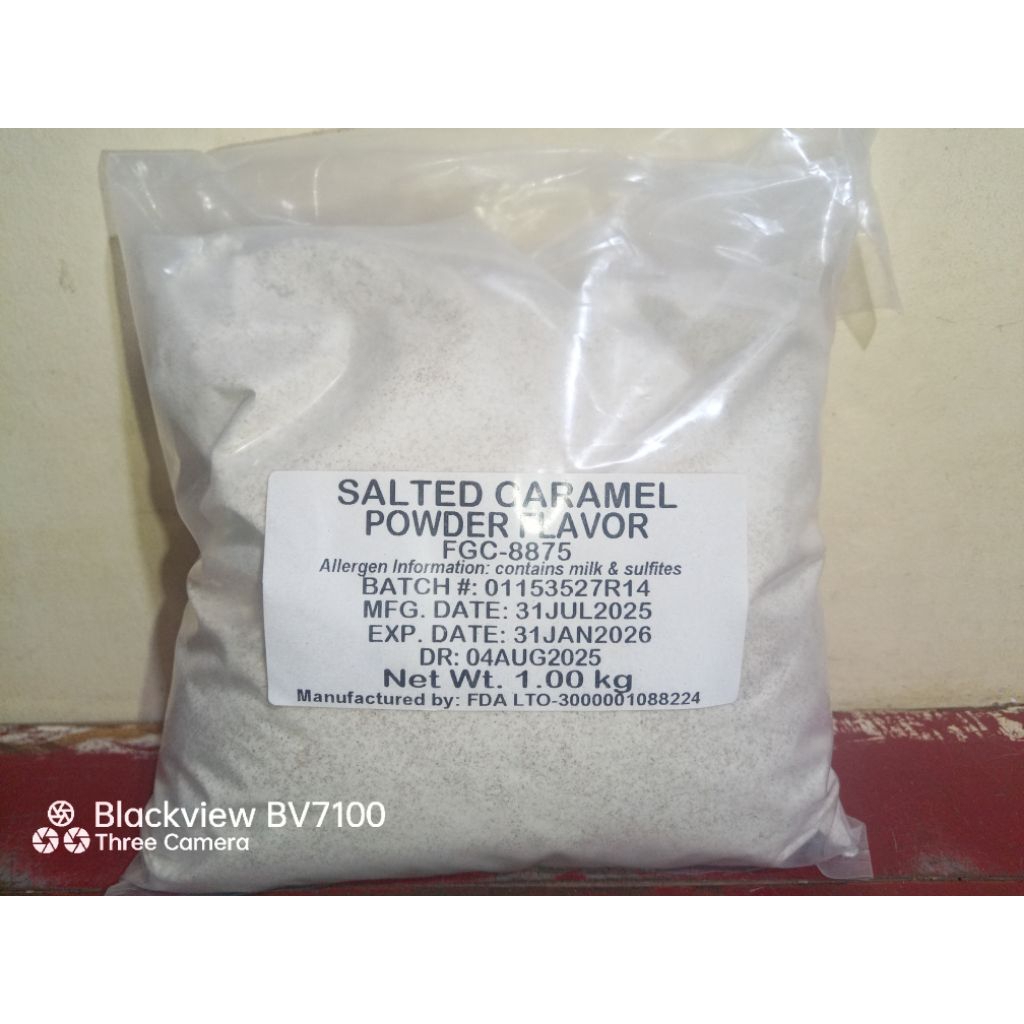 SALTED CARAMEL
POWDER FLAVOR
FGC-8875
Allergen Information: contains milk & sulfites
BATCH #: 01153527R14
MFG. DATE: 31JUL2025
EXP. DATE: 31JAN2026
DR: 04AUG2025
Net Wt. 1.00 kg
Manufactured by: FDA LTO-3000001088224
Blackview BV7100
Three Camera